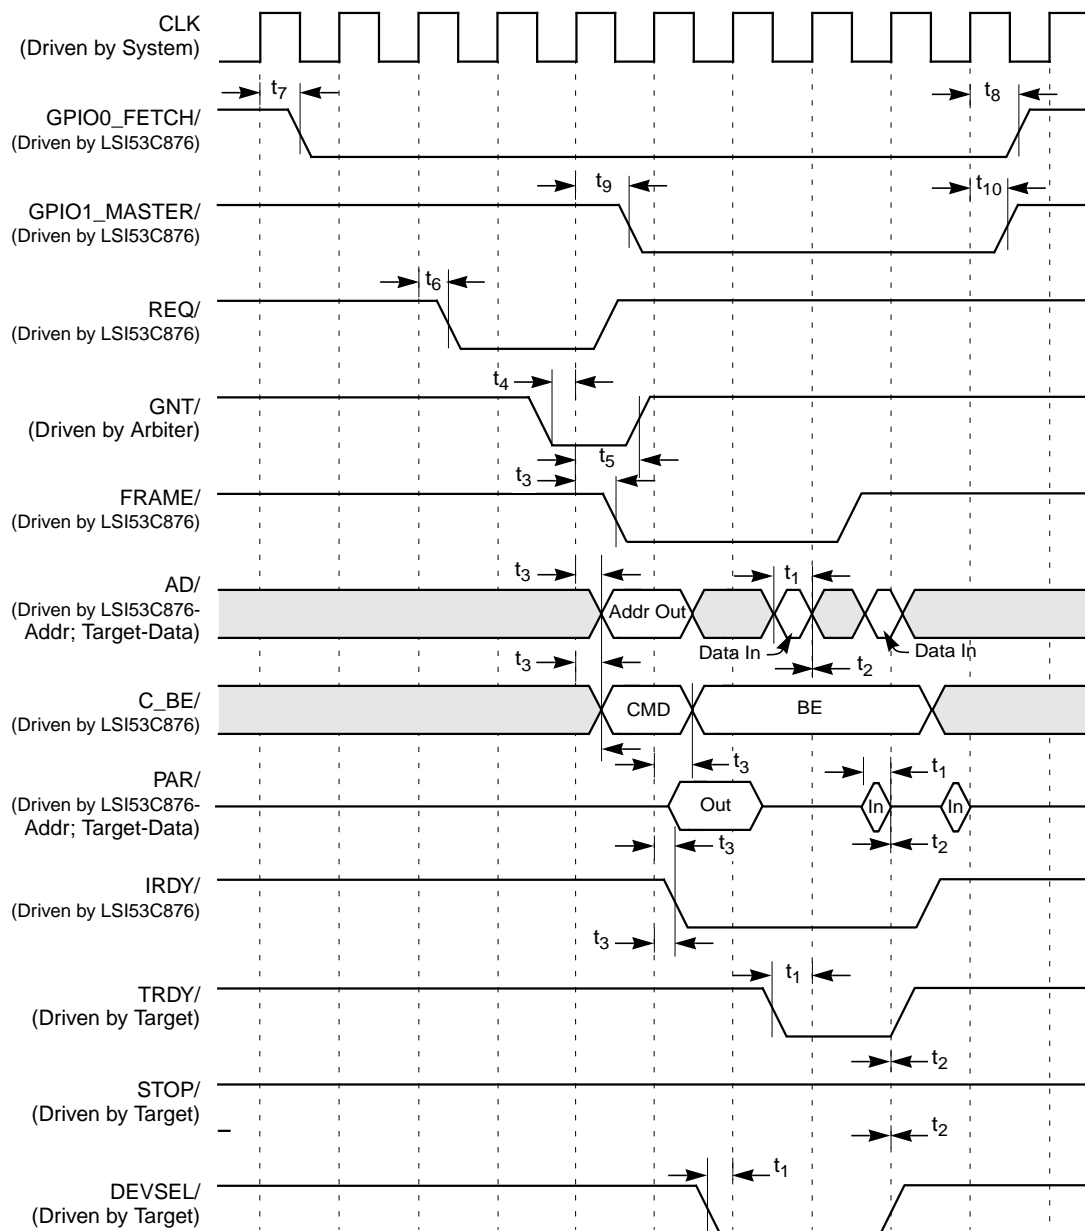 CLK
(Driven by System)
t7
t8
GPIO0_FETCH/
(Driven by LSI53C876)
t9
t10
GPIO1_MASTER/
(Driven by LSI53C876)
t6
REQ/
(Driven by LSI53C876)
t4
GNT/
(Driven by Arbiter)
t5
t3
FRAME/
(Driven by LSI53C876)
t3
t1
AD/
(Driven by LSI53C876-
Addr; Target-Data)
Addr Out
Data In
Data In
t3
t2
C_BE/
(Driven by LSI53C876)
CMD
BE
t3
t1
PAR/
(Driven by LSI53C876-
Addr; Target-Data)
Out
In
In
t3
t2
IRDY/
(Driven by LSI53C876)
t3
t1
TRDY/
(Driven by Target)
t2
STOP/
(Driven by Target)
t2
t1
DEVSEL/
(Driven by Target)